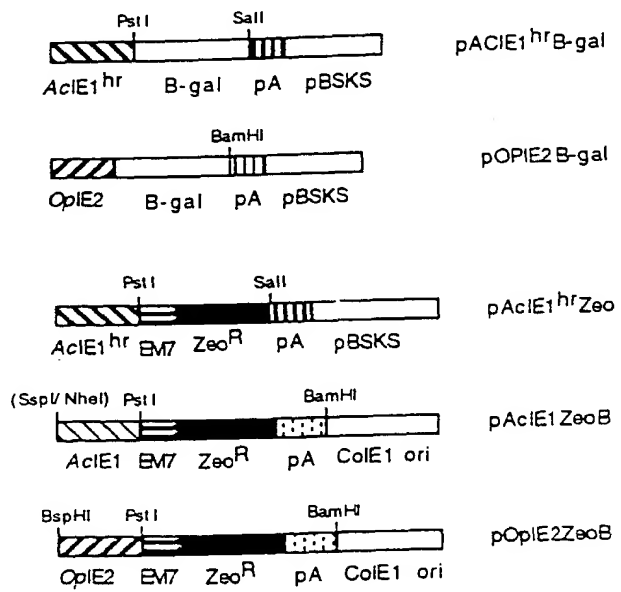 PstI SalI
pACIE1hrB-gal
AcIE1hr B-gal pA pBSKS
BamHI
pOPIE2B-gal
OpIE2 B-gal pA pBSKS
PstI SalI
pAcIE1hrZeo
AcIE1hr EM7 ZeoR pA pBSKS
(SspI/NheI) PstI BamHI
pAcIE1ZeoB
AcIE1 EM7 ZeoR pA ColE1 ori
BspHI PstI BamHI
pOpIE2ZeoB
OpIE2 EM7 ZeoR pA ColE1 ori